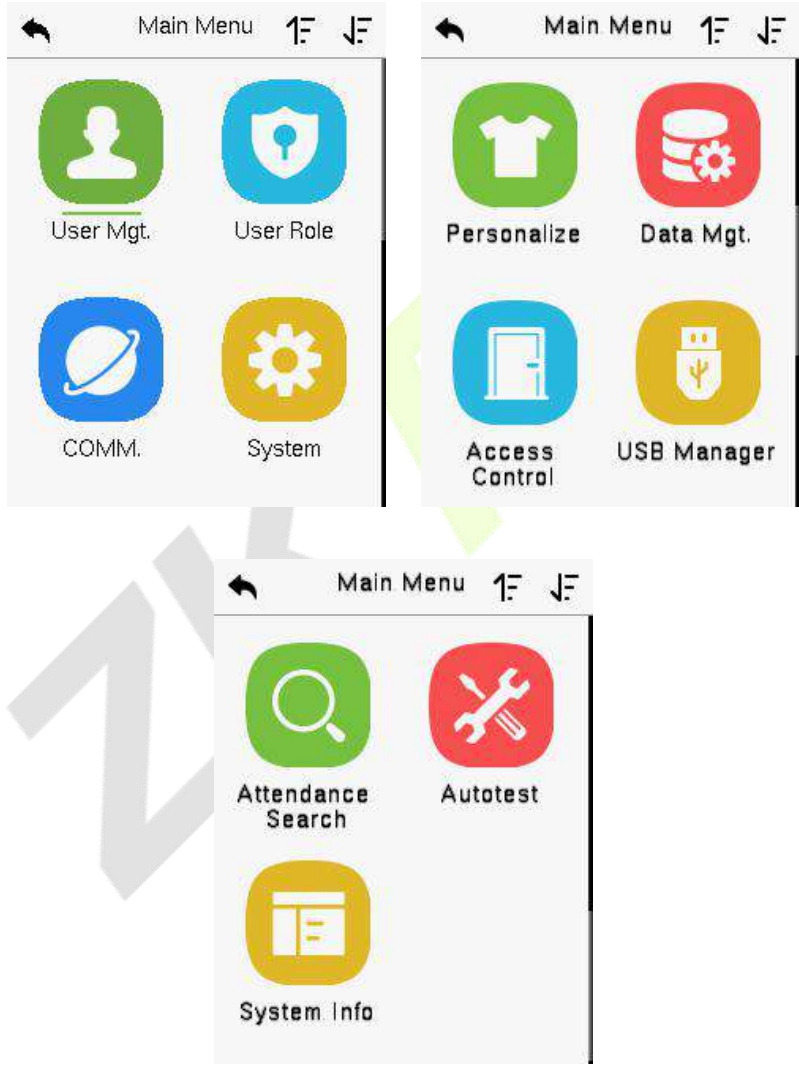 Main Menu
User Mgt.
User Role
COMM.
System
Main Menu
Personalize
Data Mgt.
Access
Control
USB Manager
Main Menu
Attendance
Search
Autotest
System Info